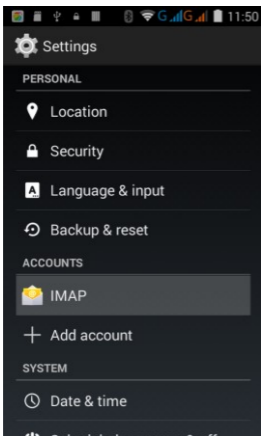 G G 11:50
Settings
PERSONAL
Location
Security
A Language & input
Backup & reset
ACCOUNTS
IMAP
Add account
SYSTEM
Date & time